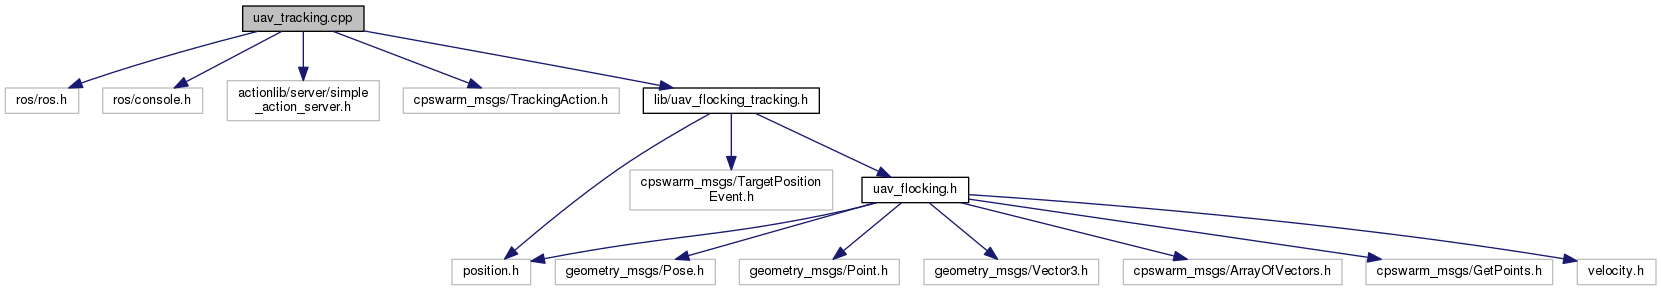 uav_tracking.cpp
ros/ros.h
ros/console.h
actionlib/server/simple
_action_server.h
cpswarm_msgs/TrackingAction.h
lib/uav_flocking_tracking.h
cpswarm_msgs/TargetPosition
Event.h
uav_flocking.h
position.h
geometry_msgs/Pose.h
geometry_msgs/Point.h
geometry_msgs/Vector3.h
cpswarm_msgs/ArrayOfVectors.h
cpswarm_msgs/GetPoints.h
velocity.h